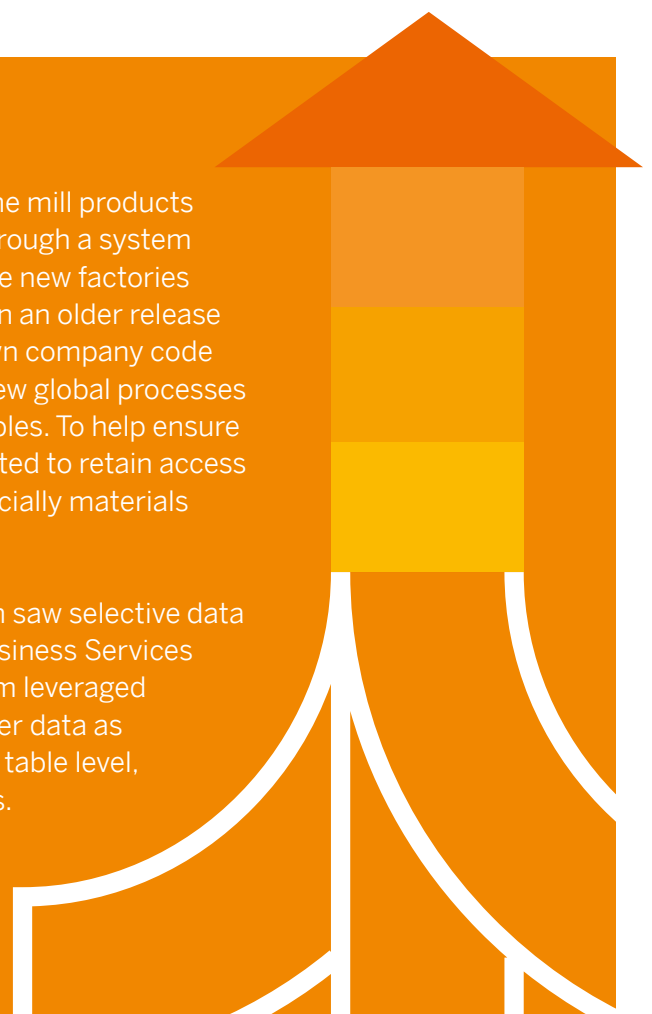 he mill products
rough a system
e new factories
n an older release
vn company code
ew global processes
oles. To help ensure
ted to retain access
cially materials
n saw selective data
siness Services
m leveraged
er data as
table level,
s.